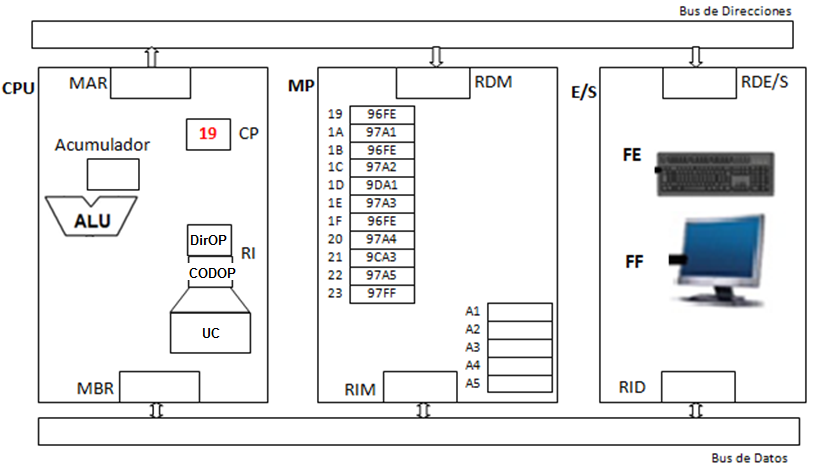 Bus de Direcciones
CPU
MAR
19 CP
Acumulador
ALU
DirOP
RI
CODOP
UC
MBR
MP
RDM
19 96FE
1A 97A1
1B 96FE
1C 97A2
1D 9DA1
1E 97A3
1F 96FE
20 97A4
21 9CA3
22 97A5
23 97FF
A1
A2
A3
A4
A5
RIM
E/S
RDE/S
FE
FF
RID
Bus de Datos